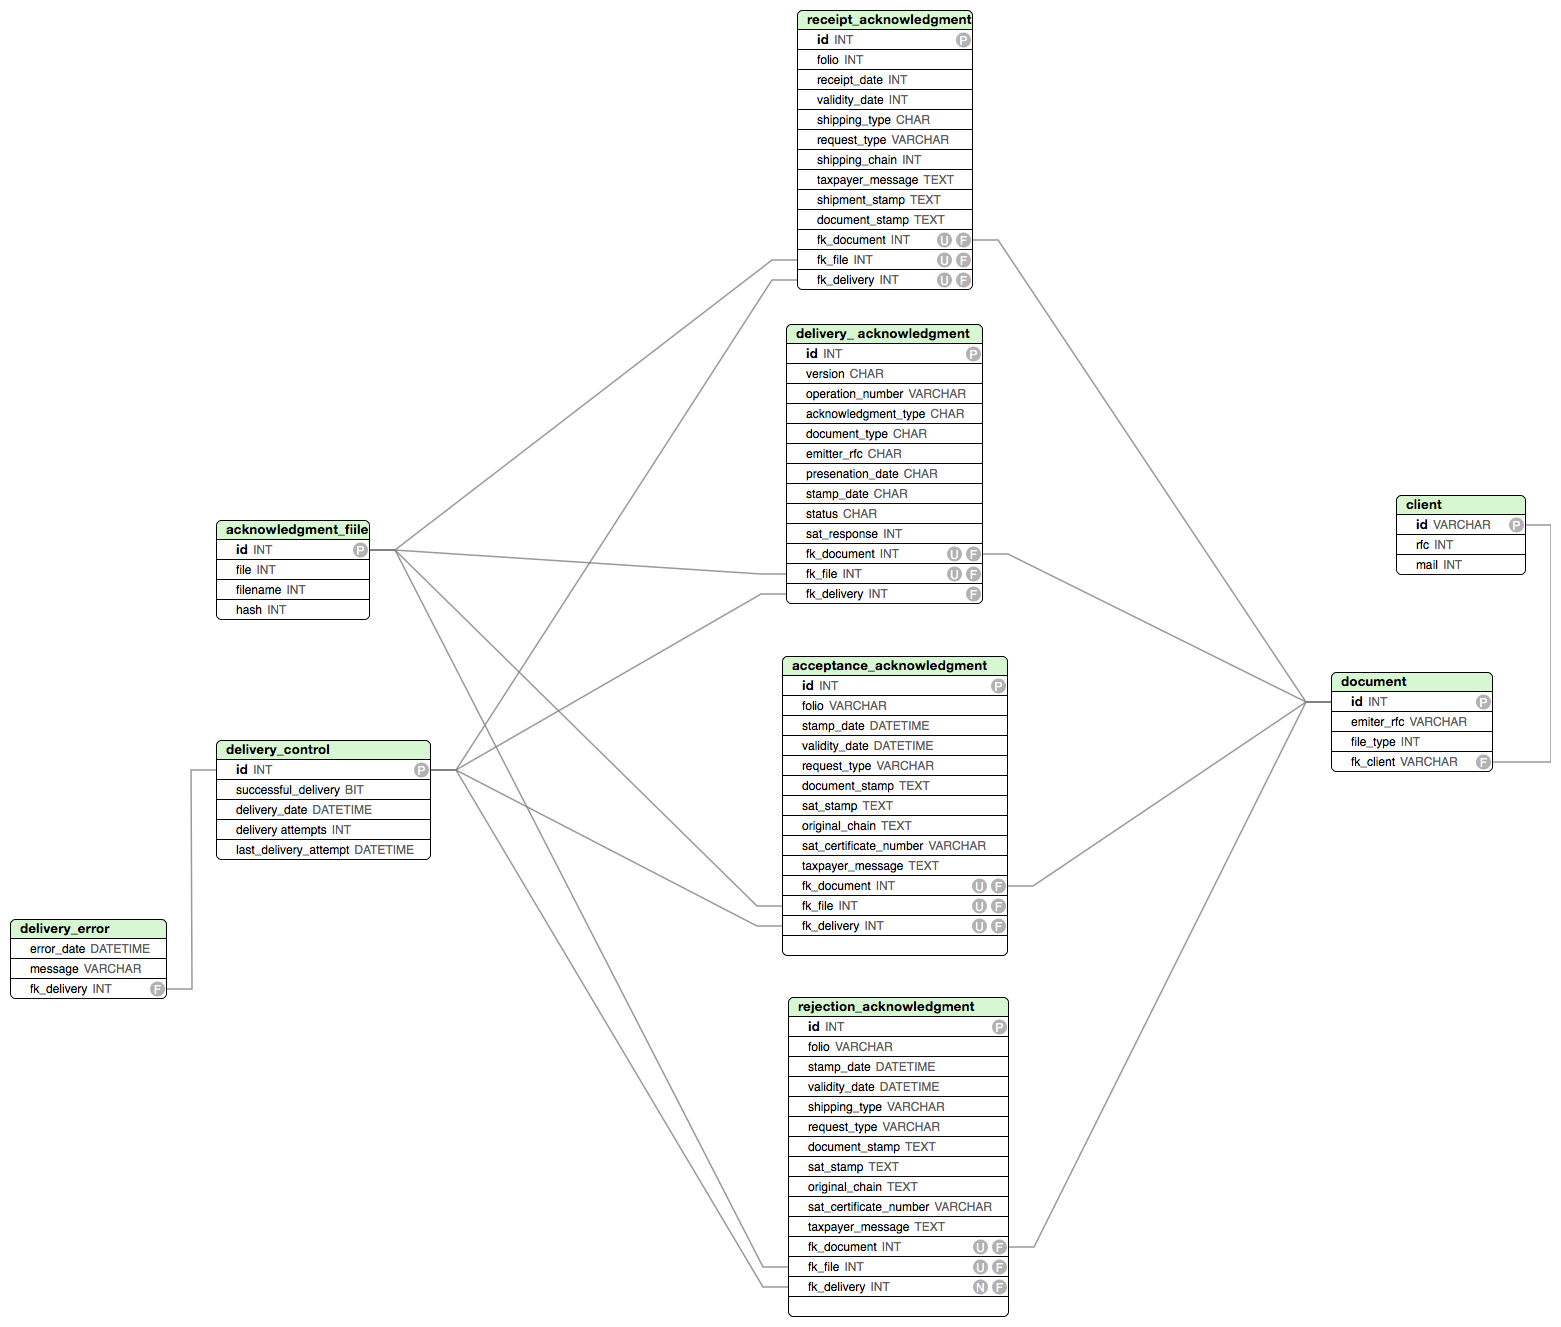 receipt_acknowledgment
id INT P
folio INT
receipt_date INT
validity_date INT
shipping_type CHAR
request_type VARCHAR
shipping_chain INT
taxpayer_message TEXT
shipment_stamp TEXT
document_stamp TEXT
fk_document INT U F
fk_file INT U F
fk_delivery INT U F
delivery_ acknowledgment
id INT P
version CHAR
operation_number VARCHAR
acknowledgment_type CHAR
document_type CHAR
emitter_rfc CHAR
presenation_date CHAR
stamp_date CHAR
status CHAR
sat_response INT
fk_document INT U F
fk_file INT U F
fk_delivery INT F
acknowledgment_fiile
id INT P
file INT
filename INT
hash INT
client
id VARCHAR P
rfc INT
mail INT
acceptance_acknowledgment
id INT P
folio VARCHAR
stamp_date DATETIME
validity_date DATETIME
request_type VARCHAR
document_stamp TEXT
sat_stamp TEXT
original_chain TEXT
sat_certificate_number VARCHAR
taxpayer_message TEXT
fk_document INT U F
fk_file INT U F
fk_delivery INT U F
document
id INT P
emiter_rfc VARCHAR
file_type INT
fk_client VARCHAR F
delivery_control
id INT P
successful_delivery BIT
delivery_date DATETIME
delivery attempts INT
last_delivery_attempt DATETIME
delivery_error
error_date DATETIME
message VARCHAR
fk_delivery INT F
rejection_acknowledgment
id INT P
folio VARCHAR
stamp_date DATETIME
validity_date DATETIME
shipping_type VARCHAR
request_type VARCHAR
document_stamp TEXT
sat_stamp TEXT
original_chain TEXT
sat_certificate_number VARCHAR
taxpayer_message TEXT
fk_document INT U F
fk_file INT U F
fk_delivery INT N F